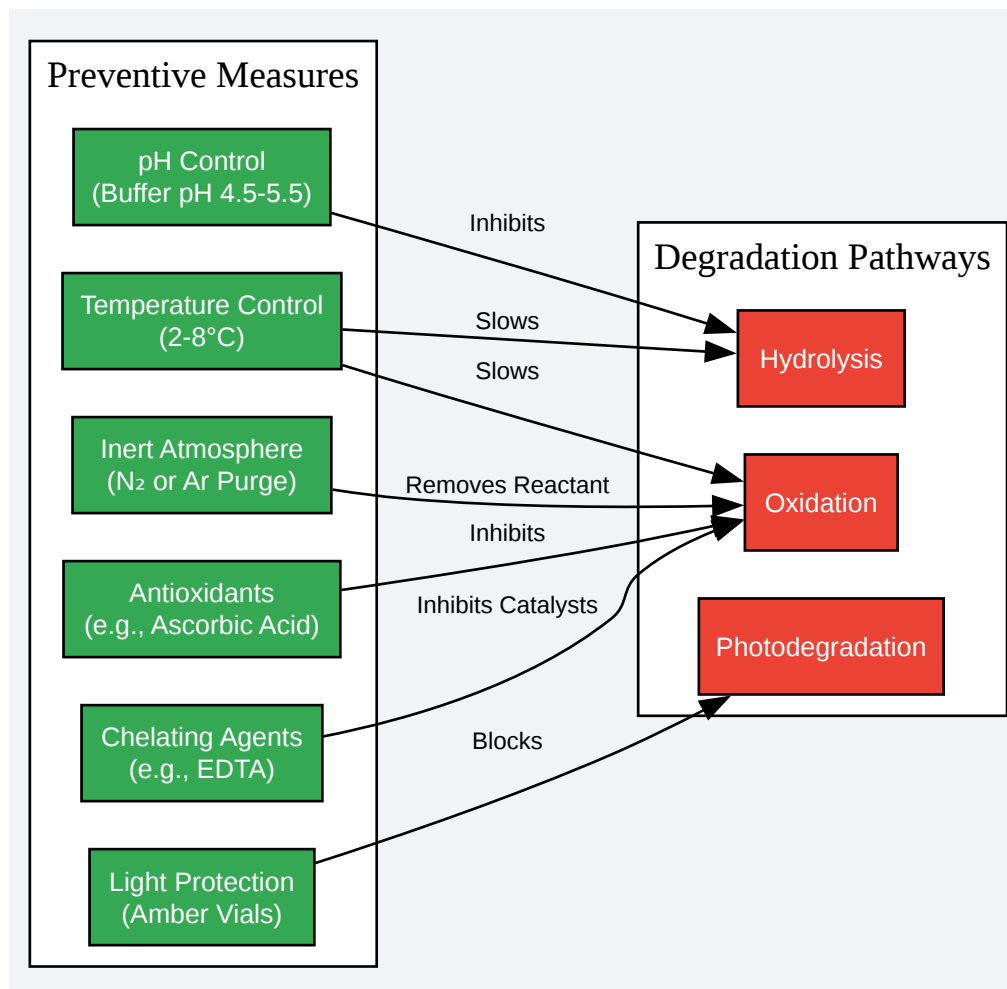 Preventive Measures
pH Control
(Buffer pH 4.5-5.5)
Temperature Control
(2-8°C)
Inert Atmosphere
(N₂ or Ar Purge)
Antioxidants
(e.g., Ascorbic Acid)
Chelating Agents
(e.g., EDTA)
Light Protection
(Amber Vials)
Inhibits
Slows
Slows
Removes Reactant
Inhibits
Inhibits Catalysts
Blocks
Degradation Pathways
Hydrolysis
Oxidation
Photodegradation